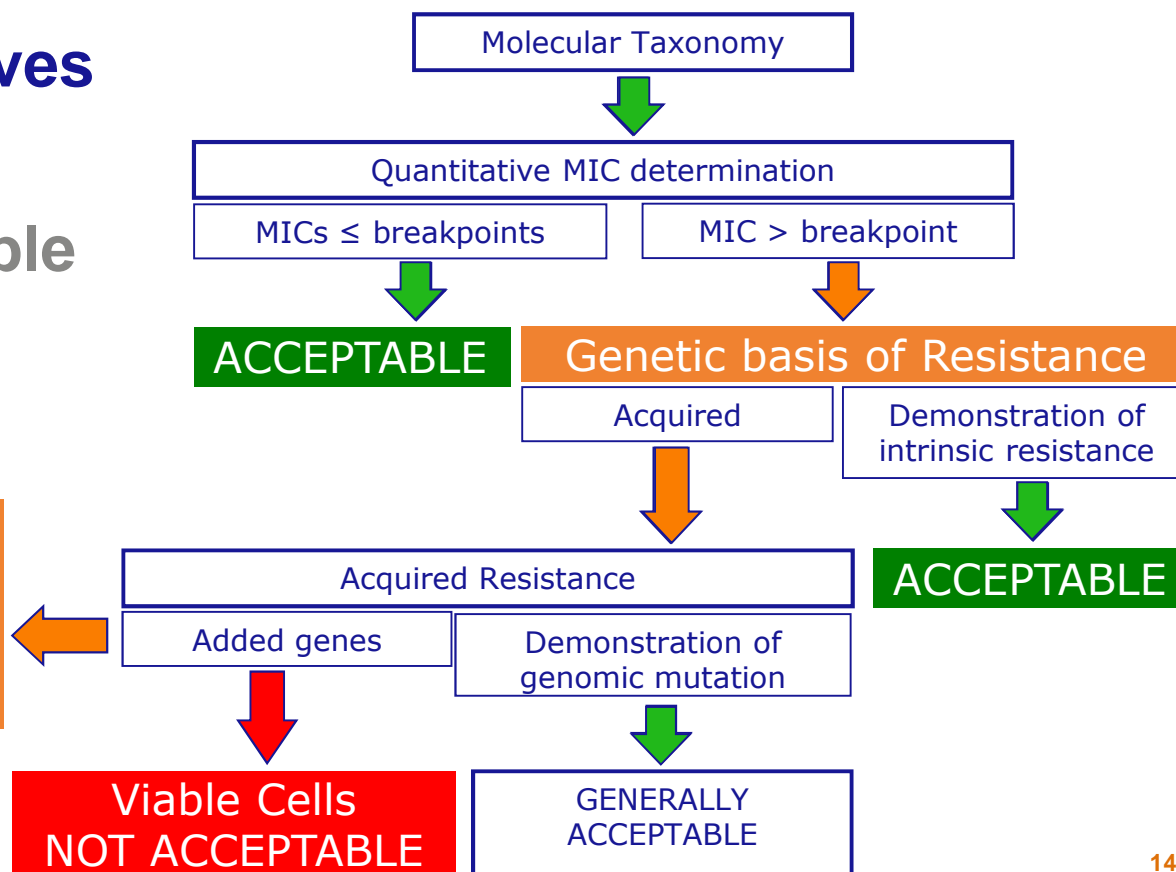 ves
Molecular Taxonomy
Quantitative MIC determination
ble
MICs ≤ breakpoints
MIC > breakpoint
ACCEPTABLE
Genetic basis of Resistance
Acquired
Demonstration of
intrinsic resistance
Acquired Resistance
ACCEPTABLE
Added genes
Demonstration of
genomic mutation
Viable Cells
NOT ACCEPTABLE
GENERALLY
ACCEPTABLE
14